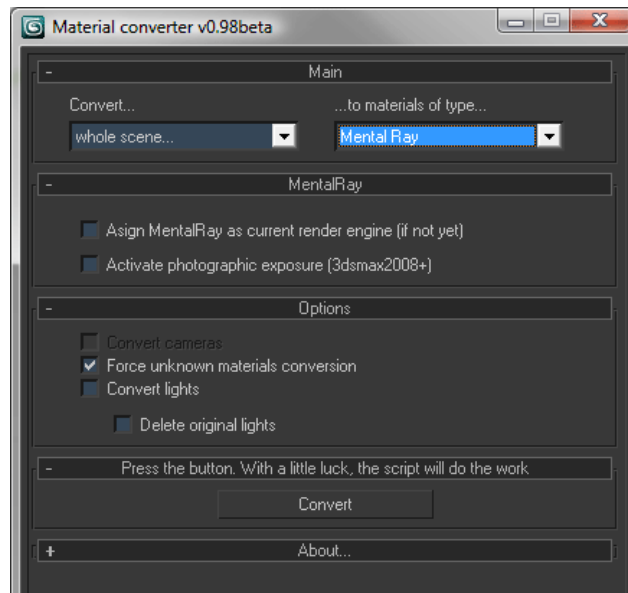 Material converter v0.98beta
- Main
Convert... ...to materials of type...
whole scene... Mental Ray
- MentalRay
Asign MentalRay as current render engine (if not yet)
Activate photographic exposure (3dsmax2008+)
- Options
Convert cameras
Force unknown materials conversion
Convert lights
Delete original lights
- Press the button. With a little luck, the script will do the work
Convert
+ About...